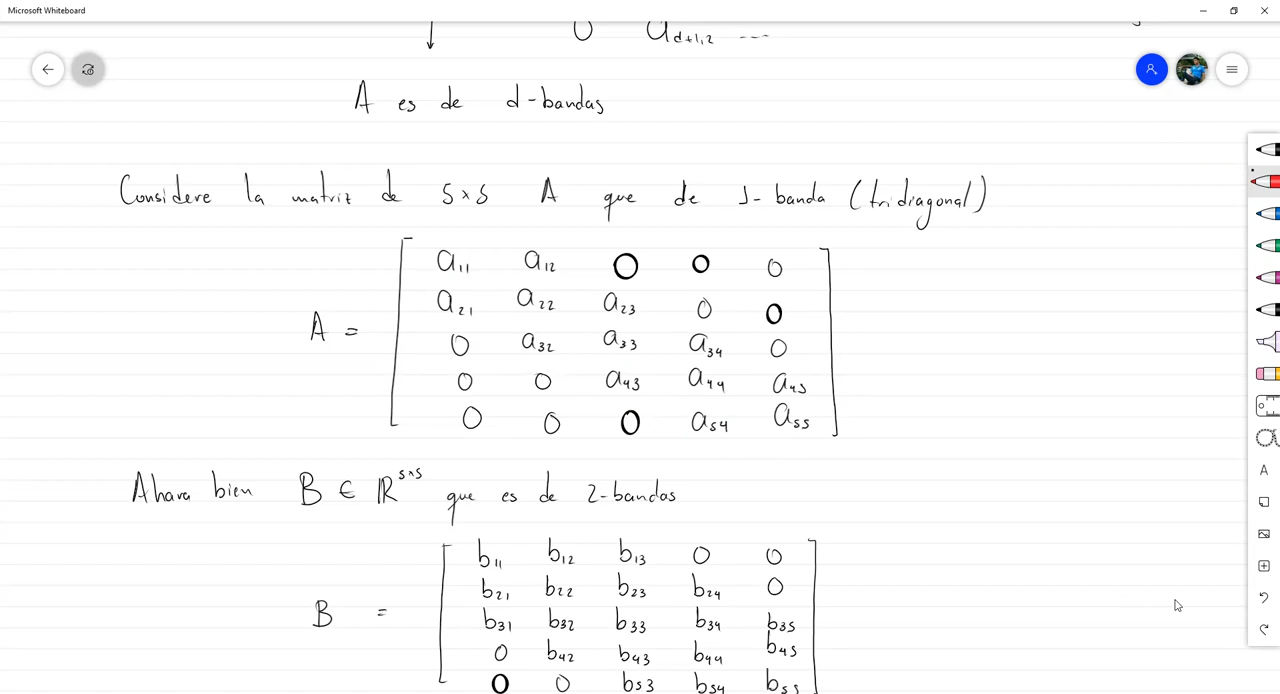 Microsoft Whiteboard
0 a_{d+1,2} ...
A es de d-bandas
Considere la matriz de 5×5 A que de 1-banda (tridiagonal)
a₁₁ a₁₂ 0 0 0
a₂₁ a₂₂ a₂₃ 0 0
A = 0 a₃₂ a₃₃ a₃₄ 0
0 0 a₄₃ a₄₄ a₄₅
0 0 0 a₅₄ a₅₅
Ahara bien B ∈ ℝ^{5×5} que es de 2-bandas
b₁₁ b₁₂ b₁₃ 0 0
b₂₁ b₂₂ b₂₃ b₂₄ 0
B = b₃₁ b₃₂ b₃₃ b₃₄ b₃₅
0 b₄₂ b₄₃ b₄₄ b₄₅
0 0 b₅₃ b₅₄ b₅₅